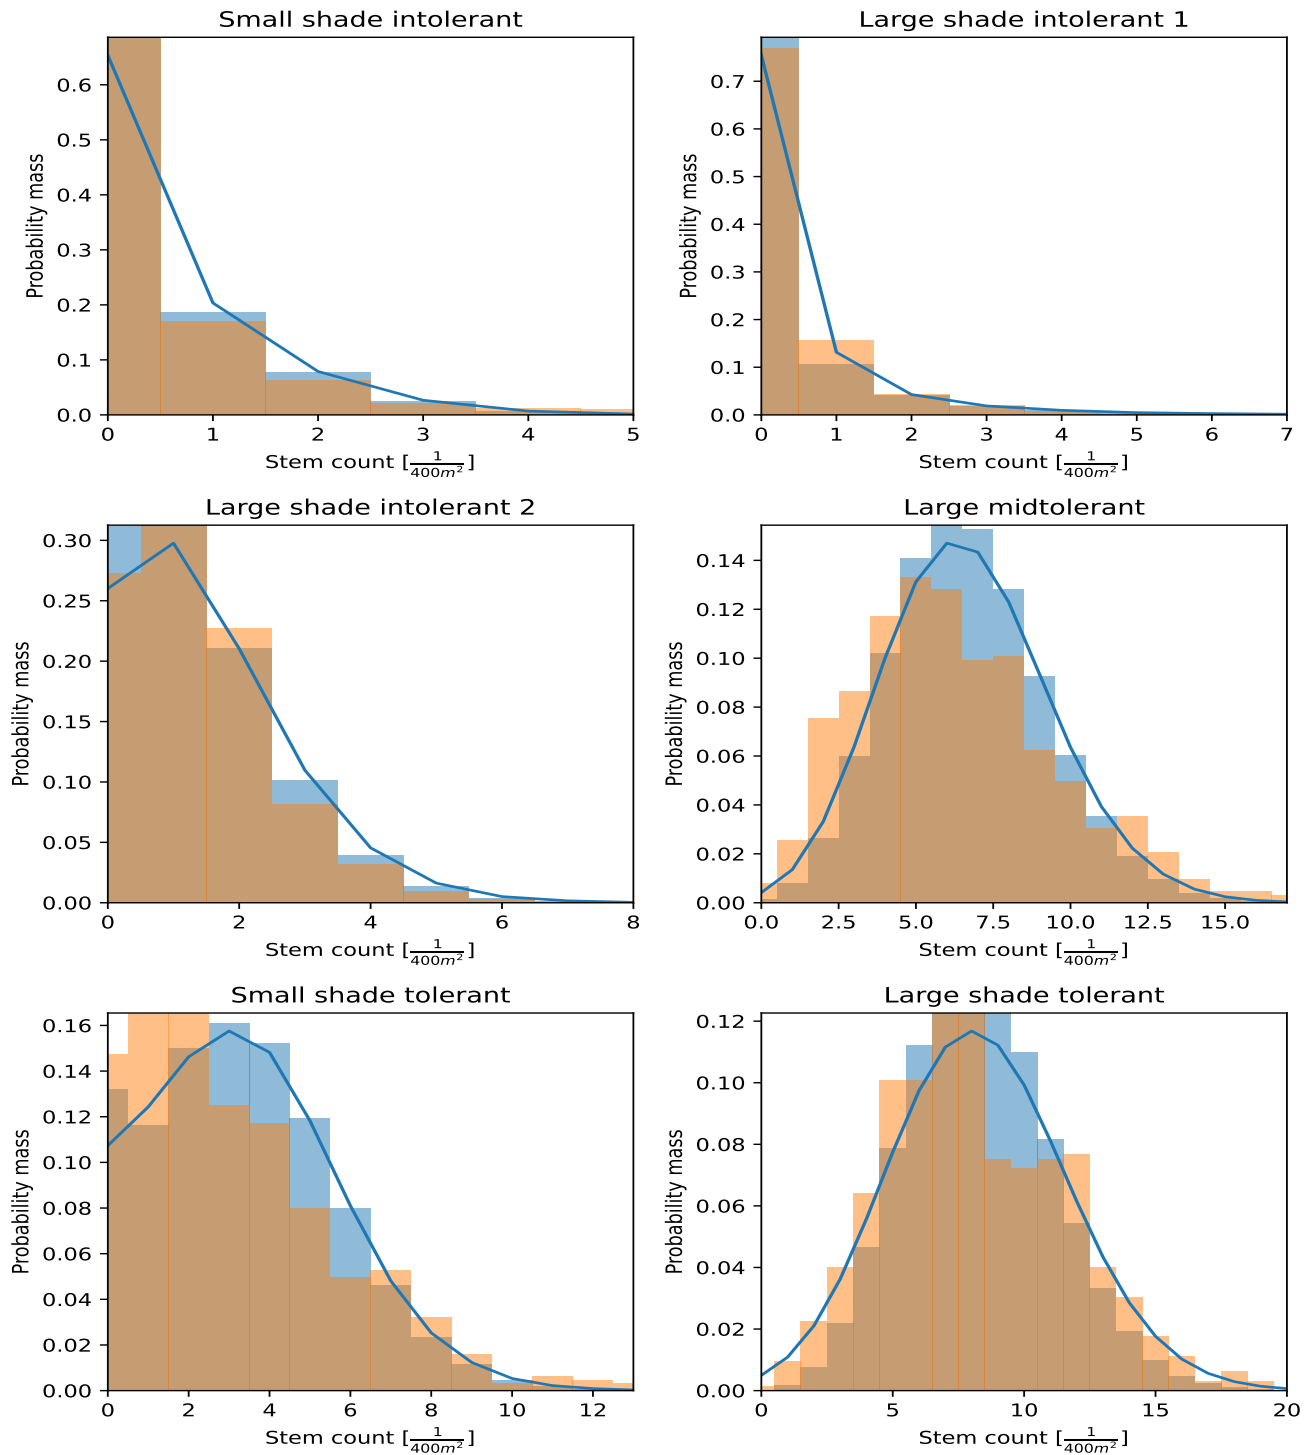 Small shade intolerant
Probability mass
0.6
0.5
0.4
0.3
0.2
0.1
0.0
0 1 2 3 4 5
Stem count [1/400m²]
Large shade intolerant 1
Probability mass
0.7
0.6
0.5
0.4
0.3
0.2
0.1
0.0
0 1 2 3 4 5 6 7
Stem count [1/400m²]
Large shade intolerant 2
Probability mass
0.30
0.25
0.20
0.15
0.10
0.05
0.00
0 2 4 6 8
Stem count [1/400m²]
Large midtolerant
Probability mass
0.14
0.12
0.10
0.08
0.06
0.04
0.02
0.00
0.0 2.5 5.0 7.5 10.0 12.5 15.0
Stem count [1/400m²]
Small shade tolerant
Probability mass
0.16
0.14
0.12
0.10
0.08
0.06
0.04
0.02
0.00
0 2 4 6 8 10 12
Stem count [1/400m²]
Large shade tolerant
Probability mass
0.12
0.10
0.08
0.06
0.04
0.02
0.00
0 5 10 15 20
Stem count [1/400m²]